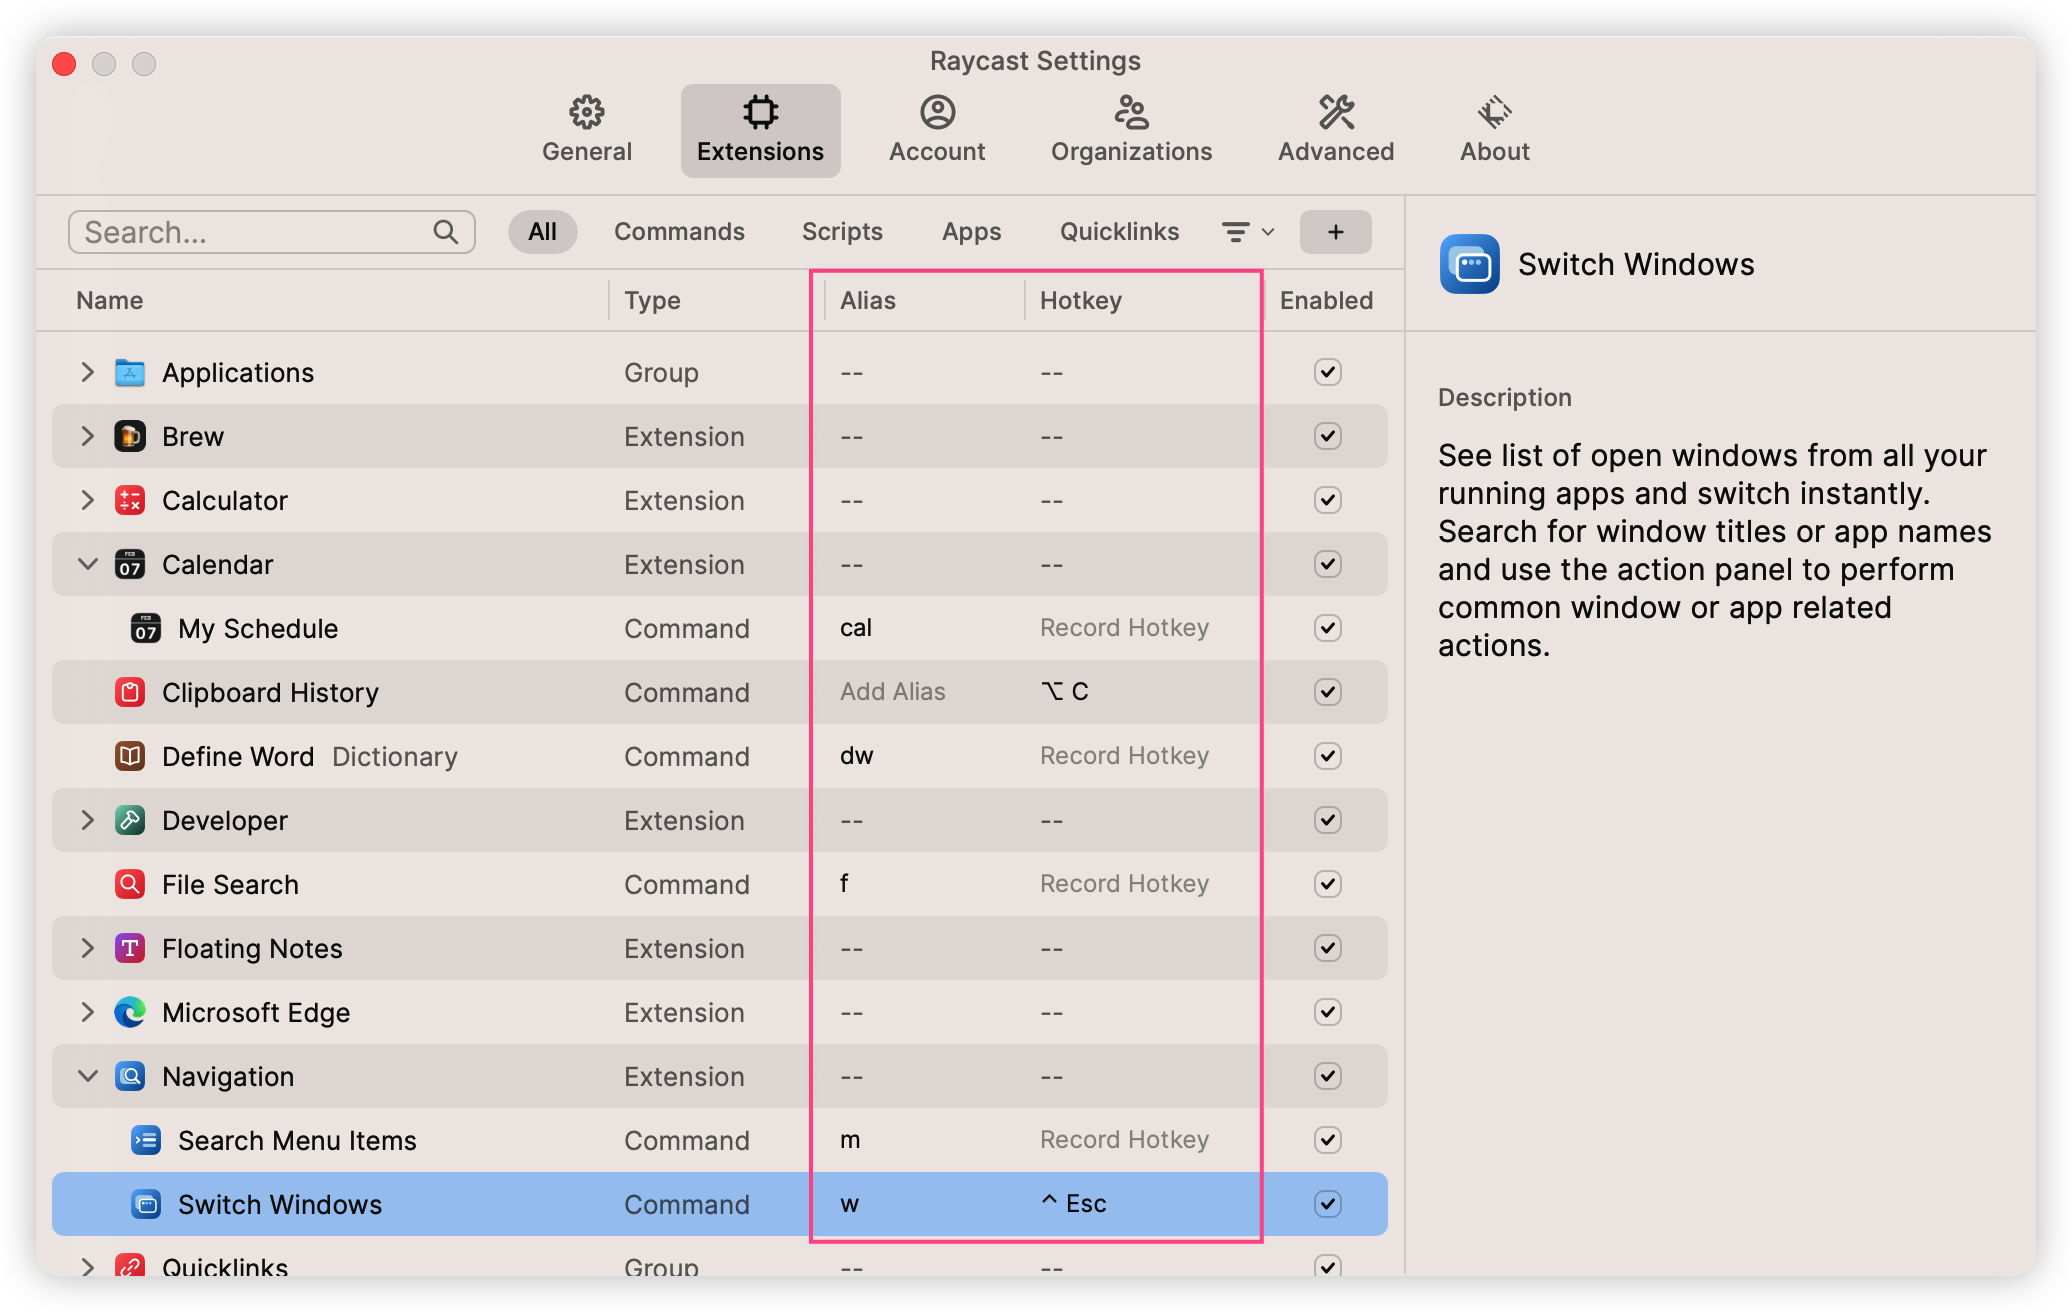 Raycast Settings
General Extensions Account Organizations Advanced About
Search... All Commands Scripts Apps Quicklinks +
Name Type Alias Hotkey Enabled
Applications Group -- --
Brew Extension -- --
Calculator Extension -- --
FEB
07 Calendar Extension -- --
FEB
07 My Schedule Command cal Record Hotkey
Clipboard History Command Add Alias ⌥ C
Define Word Dictionary Command dw Record Hotkey
Developer Extension -- --
File Search Command f Record Hotkey
T Floating Notes Extension -- --
Microsoft Edge Extension -- --
Navigation Extension -- --
Search Menu Items Command m Record Hotkey
Switch Windows Command w ^ Esc
Quicklinks Group -- --
Switch Windows
Description
See list of open windows from all your
running apps and switch instantly.
Search for window titles or app names
and use the action panel to perform
common window or app related
actions.